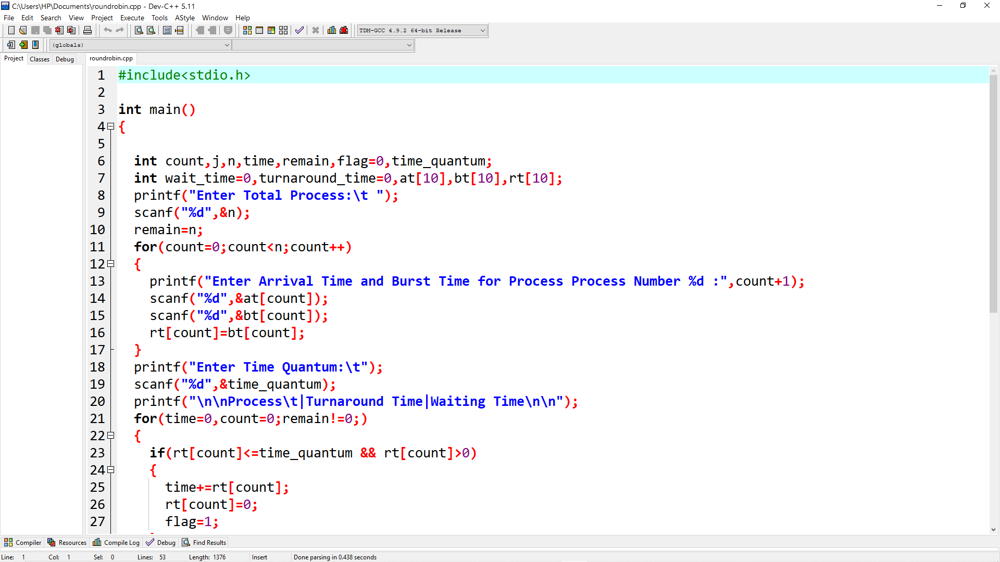 C:\Users\HP\Documents\roundrobin.cpp - Dev-C++ 5.11
File Edit Search View Project Execute Tools AStyle Window Help
TDM-GCC 4.9.2 64-bit Release
(globals)
Project Classes Debug
roundrobin.cpp
1 #include<stdio.h>
2
3 int main()
4 {
5
6 int count,j,n,time,remain,flag=0,time_quantum;
7 int wait_time=0,turnaround_time=0,at[10],bt[10],rt[10];
8 printf("Enter Total Process:\t ");
9 scanf("%d",&n);
10 remain=n;
11 for(count=0;count<n;count++)
12 {
13 printf("Enter Arrival Time and Burst Time for Process Process Number %d :",count+1);
14 scanf("%d",&at[count]);
15 scanf("%d",&bt[count]);
16 rt[count]=bt[count];
17 }
18 printf("Enter Time Quantum:\t");
19 scanf("%d",&time_quantum);
20 printf("\n\nProcess\t|Turnaround Time|Waiting Time\n\n");
21 for(time=0,count=0;remain!=0;)
22 {
23 if(rt[count]<=time_quantum && rt[count]>0)
24 {
25 time+=rt[count];
26 rt[count]=0;
27 flag=1;
Compiler Resources Compile Log Debug Find Results
Line: 1 Col: 1 Sel: 0 Lines: 53 Length: 1376 Insert Done parsing in 0.438 seconds